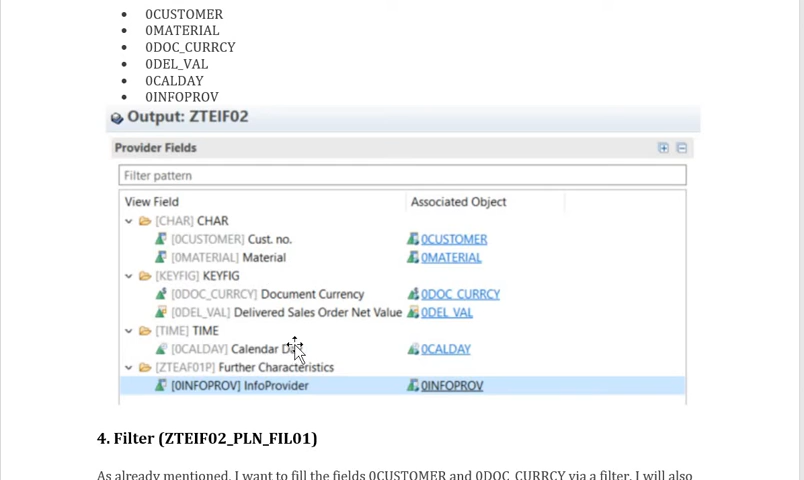 • 0CUSTOMER
• 0MATERIAL
• 0DOC_CURRCY
• 0DEL_VAL
• 0CALDAY
• 0INFOPROV
Output: ZTEIF02
Provider Fields
Filter pattern
View Field Associated Object
[CHAR] CHAR
[0CUSTOMER] Cust. no. 0CUSTOMER
[0MATERIAL] Material 0MATERIAL
[KEYFIG] KEYFIG
[0DOC_CURRCY] Document Currency 0DOC_CURRCY
[0DEL_VAL] Delivered Sales Order Net Value 0DEL_VAL
[TIME] TIME
[0CALDAY] Calendar 0CALDAY
[ZTEAF01P] Further Characteristics
[0INFOPROV] InfoProvider 0INFOPROV
4. Filter (ZTEIF02_PLN_FIL01)
As already mentioned, I want to fill the fields 0CUSTOMER and 0DOC_CURRCY via a filter. I will also